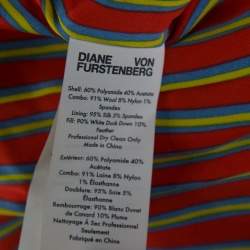 DIANE VON
FURSTENBERG
Shell: 60% Polyamide 40% Acetate
Combo: 91% Wool 8% Nylon 1%
Spandex
Lining: 95% Silk 5% Spandex
Fill: 90% White Duck Down 10%
Feather
Professional Dry Clean Only
Made in China
Extérieur: 60% Polyamide 40%
Acétate
Combo: 91% Laine 8% Nylon
1% Élasthanne
Doublure: 95% Soie 5%
Élasthanne
Rembourrage: 90% Blanc Duvet
de Canard 10% Plume
Nettoyage À Sec Professionnel
Seulement
Fabriqué en Chine